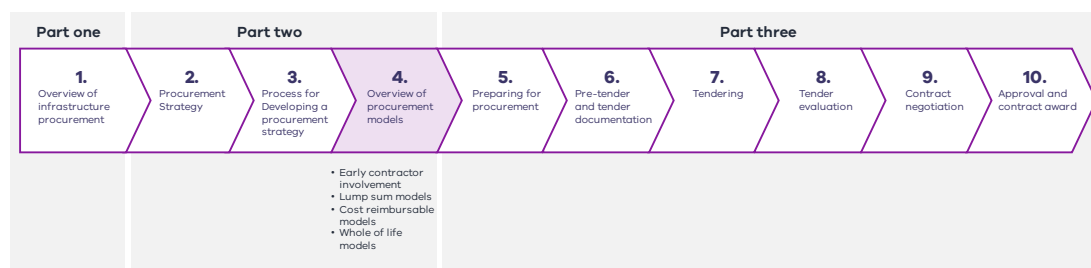 Part one
Part two
Part three
1.
Overview of
infrastructure
procurement
2.
Procurement
Strategy
3.
Process for
Developing a
procurement
strategy
4.
Overview of
procurement
models
5.
Preparing for
procurement
6.
Pre-tender
and tender
documentation
7.
Tendering
8.
Tender
evaluation
9.
Contract
negotiation
10.
Approval and
contract award
• Early contractor
involvement
• Lump sum models
• Cost reimbursable
models
• Whole of life
models